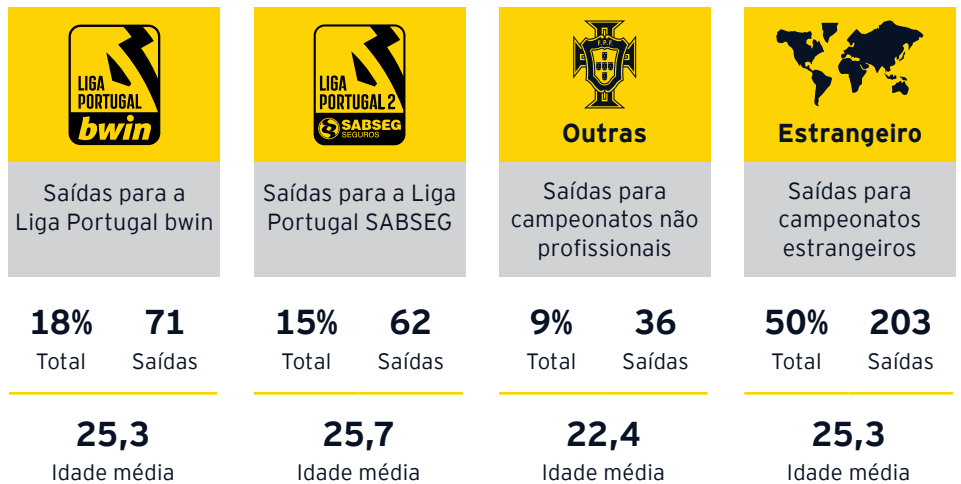 LIGA
PORTUGAL
bwin
Saídas para a
Liga Portugal bwin
18% 71
Total Saídas
25,3
Idade média
LIGA
PORTUGAL 2
SABSEG
SEGUROS
Saídas para a Liga
Portugal SABSEG
15% 62
Total Saídas
25,7
Idade média
F.P.F.
Outras
Saídas para
campeonatos não
profissionais
9% 36
Total Saídas
22,4
Idade média
Estrangeiro
Saídas para
campeonatos
estrangeiros
50% 203
Total Saídas
25,3
Idade média